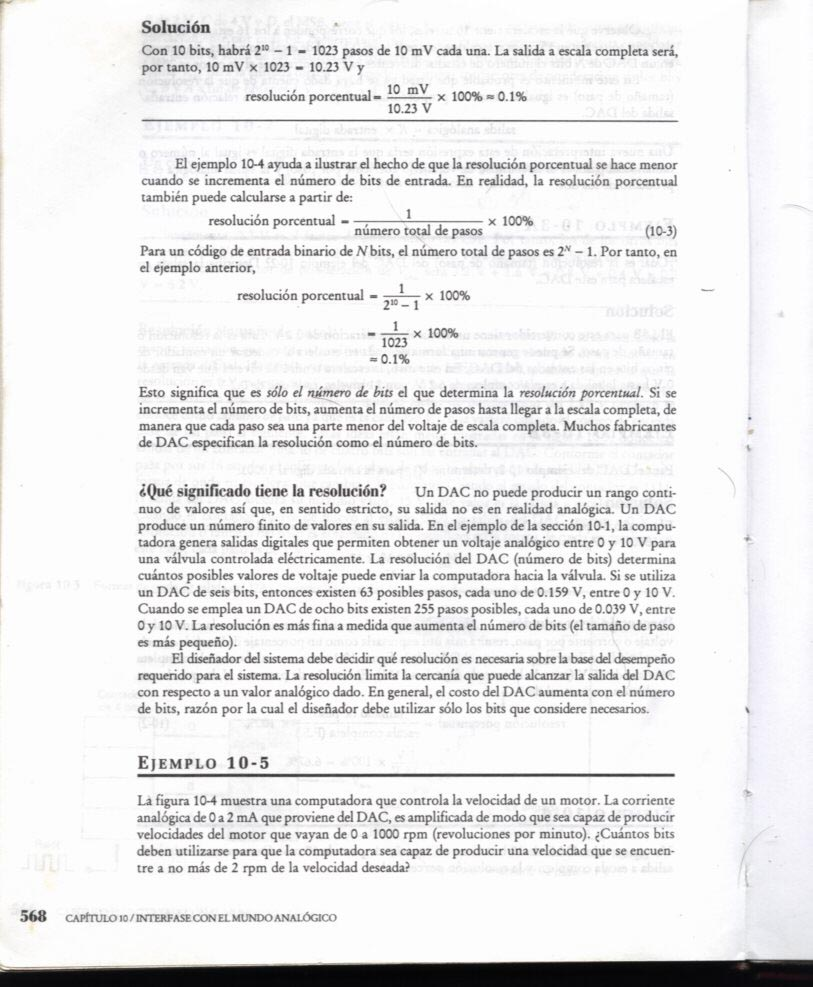 Solución
Con 10 bits, habrá 2¹⁰ − 1 = 1023 pasos de 10 mV cada una. La salida a escala completa será,
por tanto, 10 mV × 1023 = 10.23 V y
resolución porcentual = 10 mV / 10.23 V × 100% ≈ 0.1%
El ejemplo 10-4 ayuda a ilustrar el hecho de que la resolución porcentual se hace menor
cuando se incrementa el número de bits de entrada. En realidad, la resolución porcentual
también puede calcularse a partir de:
resolución porcentual = 1 / número total de pasos × 100% (10-3)
Para un código de entrada binario de N bits, el número total de pasos es 2ᴺ − 1. Por tanto, en
el ejemplo anterior,
resolución porcentual = 1 / 2¹⁰ − 1 × 100%
= 1 / 1023 × 100%
≈ 0.1%
Esto significa que es sólo el número de bits el que determina la resolución porcentual. Si se
incrementa el número de bits, aumenta el número de pasos hasta llegar a la escala completa, de
manera que cada paso sea una parte menor del voltaje de escala completa. Muchos fabricantes
de DAC especifican la resolución como el número de bits.
¿Qué significado tiene la resolución? Un DAC no puede producir un rango conti-
nuo de valores así que, en sentido estricto, su salida no es en realidad analógica. Un DAC
produce un número finito de valores en su salida. En el ejemplo de la sección 10-1, la compu-
tadora genera salidas digitales que permiten obtener un voltaje analógico entre 0 y 10 V para
una válvula controlada eléctricamente. La resolución del DAC (número de bits) determina
cuántos posibles valores de voltaje puede enviar la computadora hacia la válvula. Si se utiliza
un DAC de seis bits, entonces existen 63 posibles pasos, cada uno de 0.159 V, entre 0 y 10 V.
Cuando se emplea un DAC de ocho bits existen 255 pasos posibles, cada uno de 0.039 V, entre
0 y 10 V. La resolución es más fina a medida que aumenta el número de bits (el tamaño de paso
es más pequeño).
El diseñador del sistema debe decidir qué resolución es necesaria sobre la base del desempeño
requerido para el sistema. La resolución limita la cercanía que puede alcanzar la salida del DAC
con respecto a un valor analógico dado. En general, el costo del DAC aumenta con el número
de bits, razón por la cual el diseñador debe utilizar sólo los bits que considere necesarios.
EJEMPLO 10-5
La figura 10-4 muestra una computadora que controla la velocidad de un motor. La corriente
analógica de 0 a 2 mA que proviene del DAC, es amplificada de modo que sea capaz de producir
velocidades del motor que vayan de 0 a 1000 rpm (revoluciones por minuto). ¿Cuántos bits
deben utilizarse para que la computadora sea capaz de producir una velocidad que se encuen-
tre a no más de 2 rpm de la velocidad deseada?
568 CAPÍTULO 10 / INTERFASE CON EL MUNDO ANALÓGICO